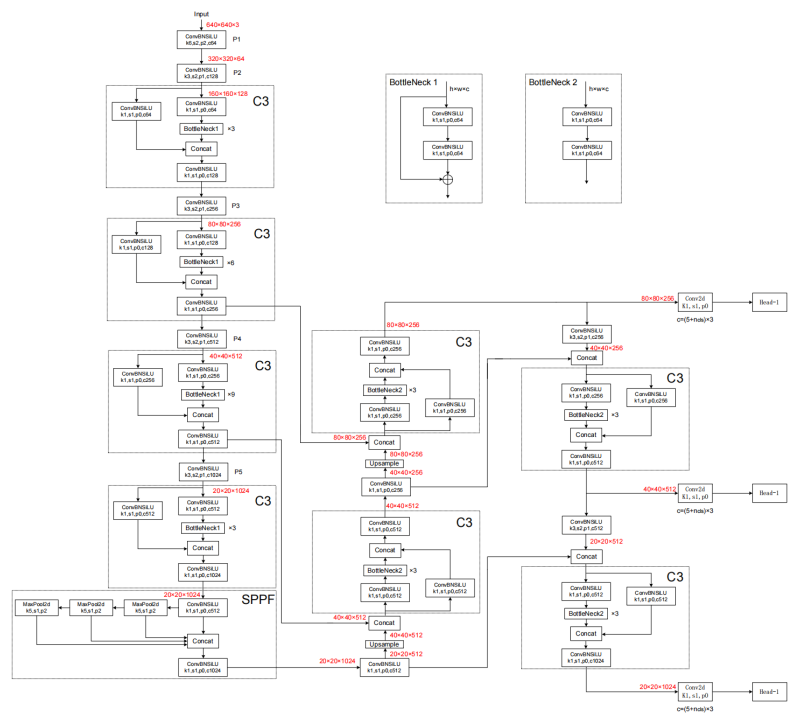 Input
640×640×3
ConvBNSiLU
k6,s2,p2,c64
P1
320×320×64
ConvBNSiLU
k3,s2,p1,c128
P2
160×160×128
C3
ConvBNSiLU
k1,s1,p0,c64
ConvBNSiLU
k1,s1,p0,c64
BottleNeck1
×3
Concat
ConvBNSiLU
k1,s1,p0,c128
ConvBNSiLU
k3,s2,p1,c256
P3
80×80×256
C3
ConvBNSiLU
k1,s1,p0,c128
ConvBNSiLU
k1,s1,p0,c128
BottleNeck1
×6
Concat
ConvBNSiLU
k1,s1,p0,c256
ConvBNSiLU
k3,s2,p1,c512
P4
40×40×512
C3
ConvBNSiLU
k1,s1,p0,c256
ConvBNSiLU
k1,s1,p0,c256
BottleNeck1
×9
Concat
ConvBNSiLU
k1,s1,p0,c512
ConvBNSiLU
k3,s2,p1,c1024
P5
20×20×1024
C3
ConvBNSiLU
k1,s1,p0,c512
ConvBNSiLU
k1,s1,p0,c512
BottleNeck1
×3
Concat
ConvBNSiLU
k1,s1,p0,c1024
SPPF
20×20×1024
MaxPool2d
k5,s1,p2
MaxPool2d
k5,s1,p2
MaxPool2d
k5,s1,p2
ConvBNSiLU
k1,s1,p0,c512
Concat
ConvBNSiLU
k1,s1,p0,c1024
BottleNeck 1
h×w×c
ConvBNSiLU
k1,s1,p0,c64
ConvBNSiLU
k1,s1,p0,c64
BottleNeck 2
h×w×c
ConvBNSiLU
k1,s1,p0,c64
ConvBNSiLU
k1,s1,p0,c64
80×80×256
C3
ConvBNSiLU
k1,s1,p0,c256
Concat
BottleNeck2
×3
ConvBNSiLU
k1,s1,p0,c256
ConvBNSiLU
k1,s1,p0,c256
80×80×256
Concat
80×80×256
Upsample
40×40×256
ConvBNSiLU
k1,s1,p0,c256
40×40×512
C3
ConvBNSiLU
k1,s1,p0,c512
Concat
BottleNeck2
×3
ConvBNSiLU
k1,s1,p0,c512
ConvBNSiLU
k1,s1,p0,c512
40×40×512
Concat
40×40×512
Upsample
20×20×512
20×20×1024
ConvBNSiLU
k1,s1,p0,c512
80×80×256
Conv2d
K1,s1,p0
Head-1
c=(5+ncls)×3
ConvBNSiLU
k3,s2,p1,c256
40×40×256
Concat
C3
ConvBNSiLU
k1,s1,p0,c256
ConvBNSiLU
k1,s1,p0,c256
BottleNeck2
×3
Concat
ConvBNSiLU
k1,s1,p0,c512
40×40×512
Conv2d
K1,s1,p0
Head-1
c=(5+ncls)×3
ConvBNSiLU
k3,s2,p1,c512
20×20×512
Concat
C3
ConvBNSiLU
k1,s1,p0,c512
ConvBNSiLU
k1,s1,p0,c512
BottleNeck2
×3
Concat
ConvBNSiLU
k1,s1,p0,c1024
20×20×1024
Conv2d
K1,s1,p0
Head-1
c=(5+ncls)×3